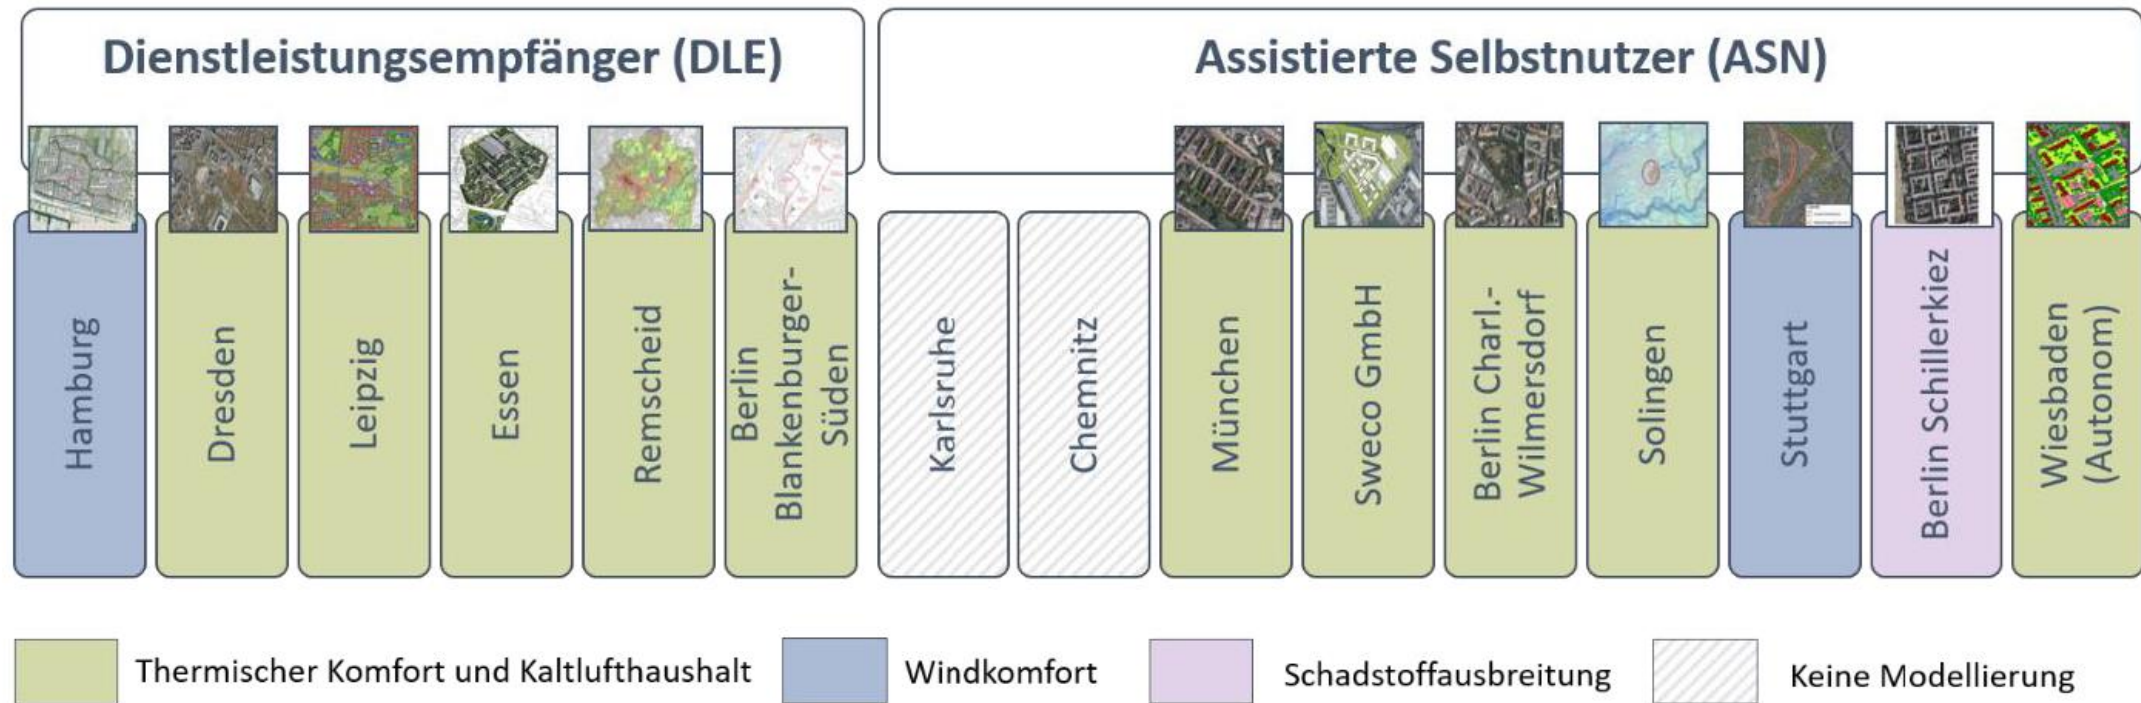 Dienstleistungsempfänger (DLE)
Assistierte Selbstnutzer (ASN)
Hamburg
Dresden
Leipzig
Essen
Remscheid
Berlin
Blankenburger-
Süden
Karlsruhe
Chemnitz
München
Sweco GmbH
Berlin Charl.-
Wilmersdorf
Solingen
Stuttgart
Berlin Schillerkiez
Wiesbaden
(Autonom)
Thermischer Komfort und Kaltlufthaushalt
Windkomfort
Schadstoffausbreitung
Keine Modellierung